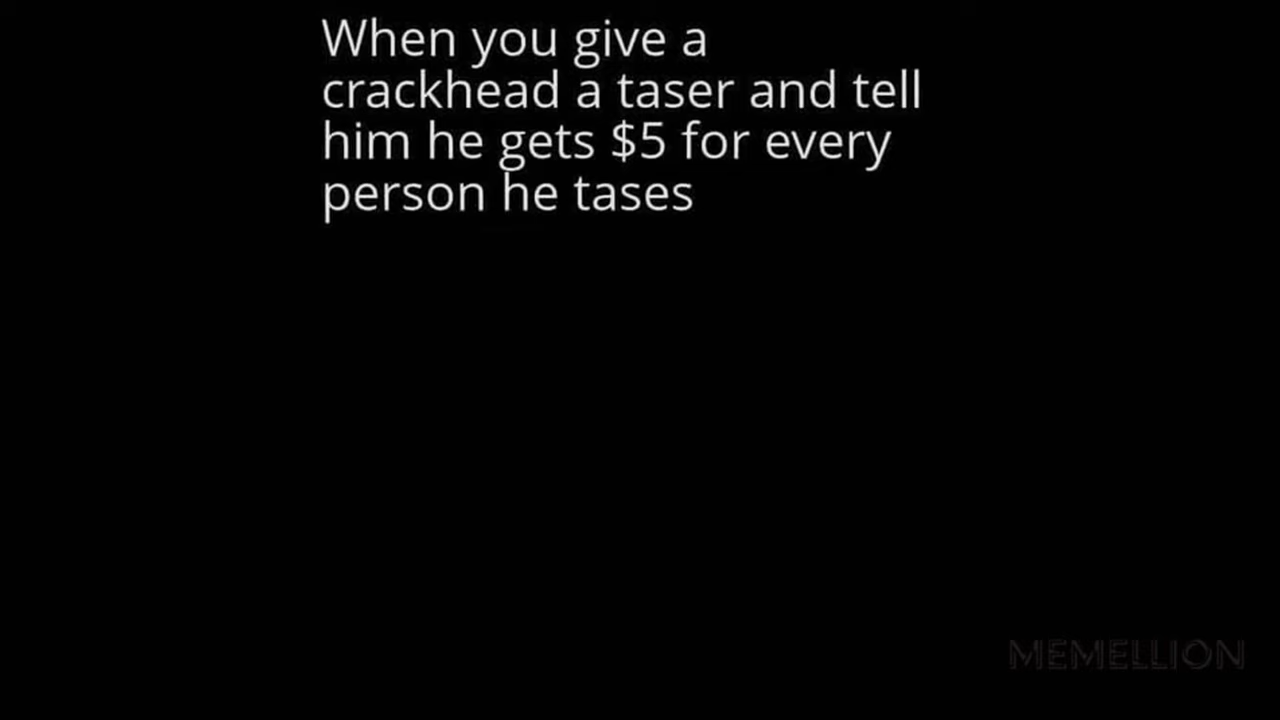 When you give a
crackhead a taser and tell
him he gets $5 for every
person he tases
MEMELLION